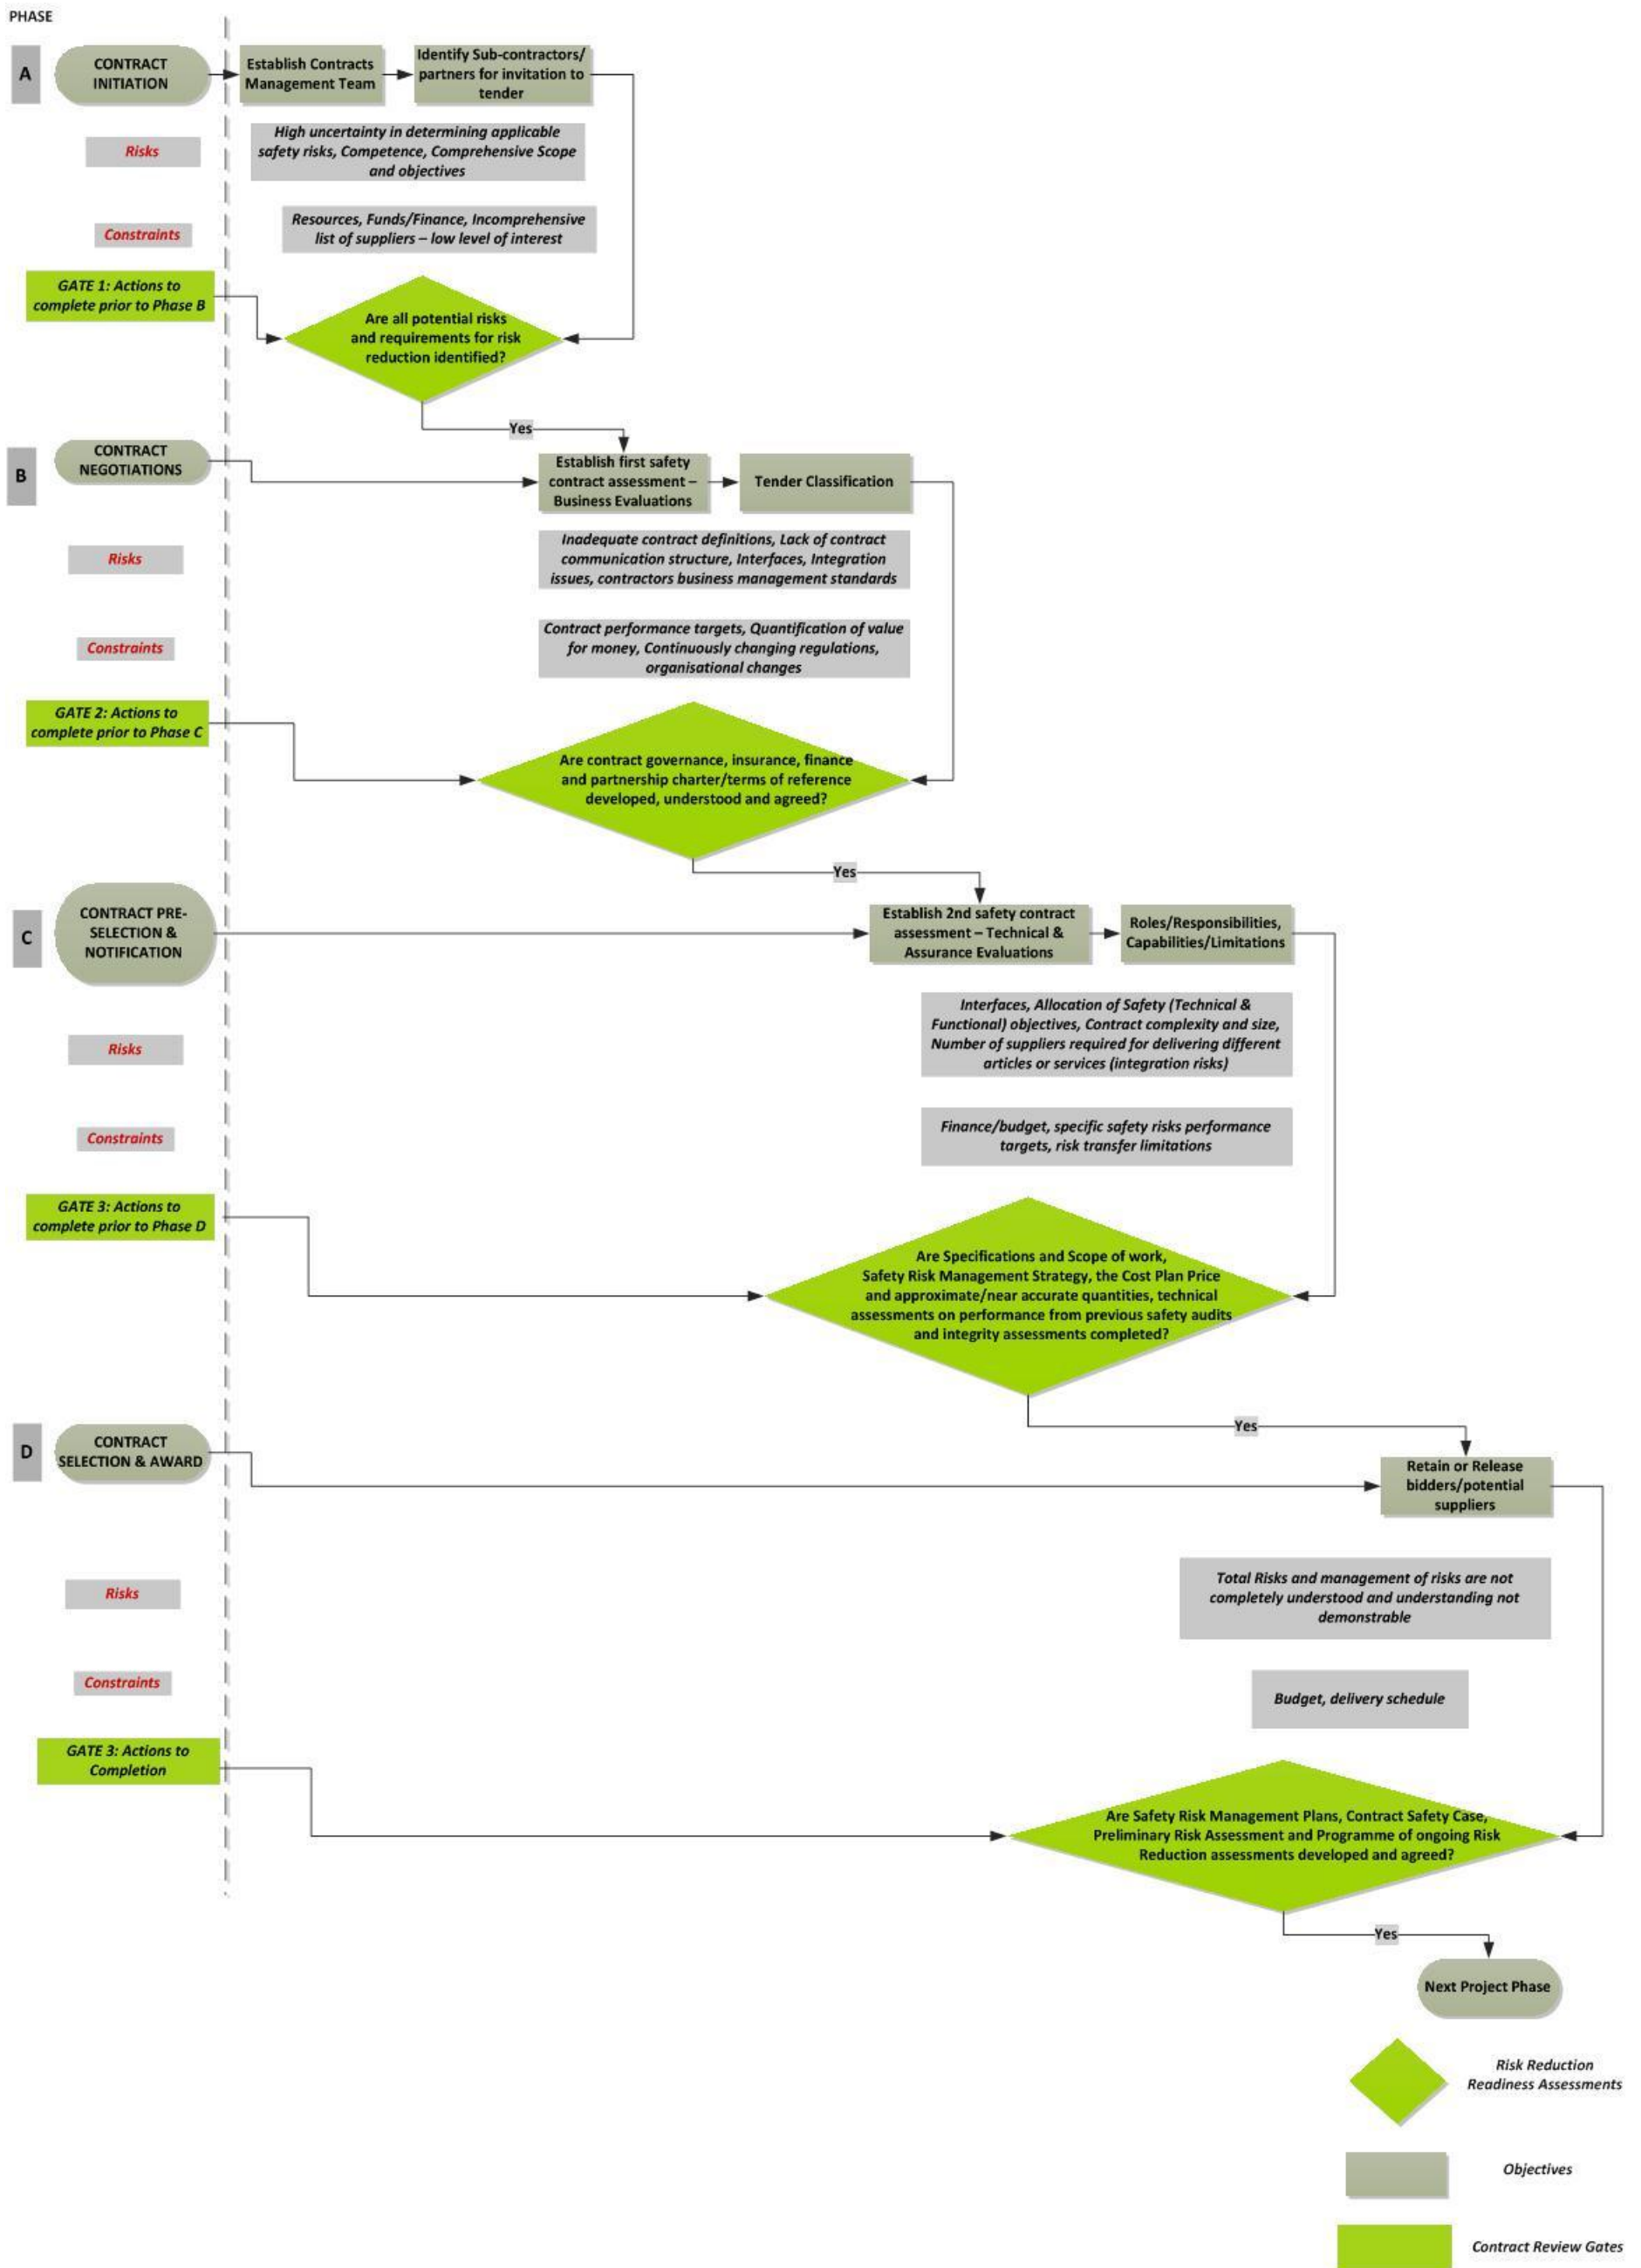 PHASE
A
CONTRACT
INITIATION
Establish Contracts
Management Team
Identify Sub-contractors/
partners for invitation to
tender
Risks
High uncertainty in determining applicable
safety risks, Competence, Comprehensive Scope
and objectives
Constraints
Resources, Funds/Finance, Incomprehensive
list of suppliers – low level of interest
GATE 1: Actions to
complete prior to Phase B
Are all potential risks
and requirements for risk
reduction identified?
Yes
B
CONTRACT
NEGOTIATIONS
Establish first safety
contract assessment –
Business Evaluations
Tender Classification
Risks
Inadequate contract definitions, Lack of contract
communication structure, Interfaces, Integration
issues, contractors business management standards
Constraints
Contract performance targets, Quantification of value
for money, Continuously changing regulations,
organisational changes
GATE 2: Actions to
complete prior to Phase C
Are contract governance, insurance, finance
and partnership charter/terms of reference
developed, understood and agreed?
Yes
C
CONTRACT PRE-
SELECTION &
NOTIFICATION
Establish 2nd safety contract
assessment – Technical &
Assurance Evaluations
Roles/Responsibilities,
Capabilities/Limitations
Risks
Interfaces, Allocation of Safety (Technical &
Functional) objectives, Contract complexity and size,
Number of suppliers required for delivering different
articles or services (integration risks)
Constraints
Finance/budget, specific safety risks performance
targets, risk transfer limitations
GATE 3: Actions to
complete prior to Phase D
Are Specifications and Scope of work,
Safety Risk Management Strategy, the Cost Plan Price
and approximate/near accurate quantities, technical
assessments on performance from previous safety audits
and integrity assessments completed?
Yes
D
CONTRACT
SELECTION & AWARD
Retain or Release
bidders/potential
suppliers
Risks
Total Risks and management of risks are not
completely understood and understanding not
demonstrable
Constraints
Budget, delivery schedule
GATE 3: Actions to
Completion
Are Safety Risk Management Plans, Contract Safety Case,
Preliminary Risk Assessment and Programme of ongoing Risk
Reduction assessments developed and agreed?
Yes
Next Project Phase
Risk Reduction
Readiness Assessments
Objectives
Contract Review Gates